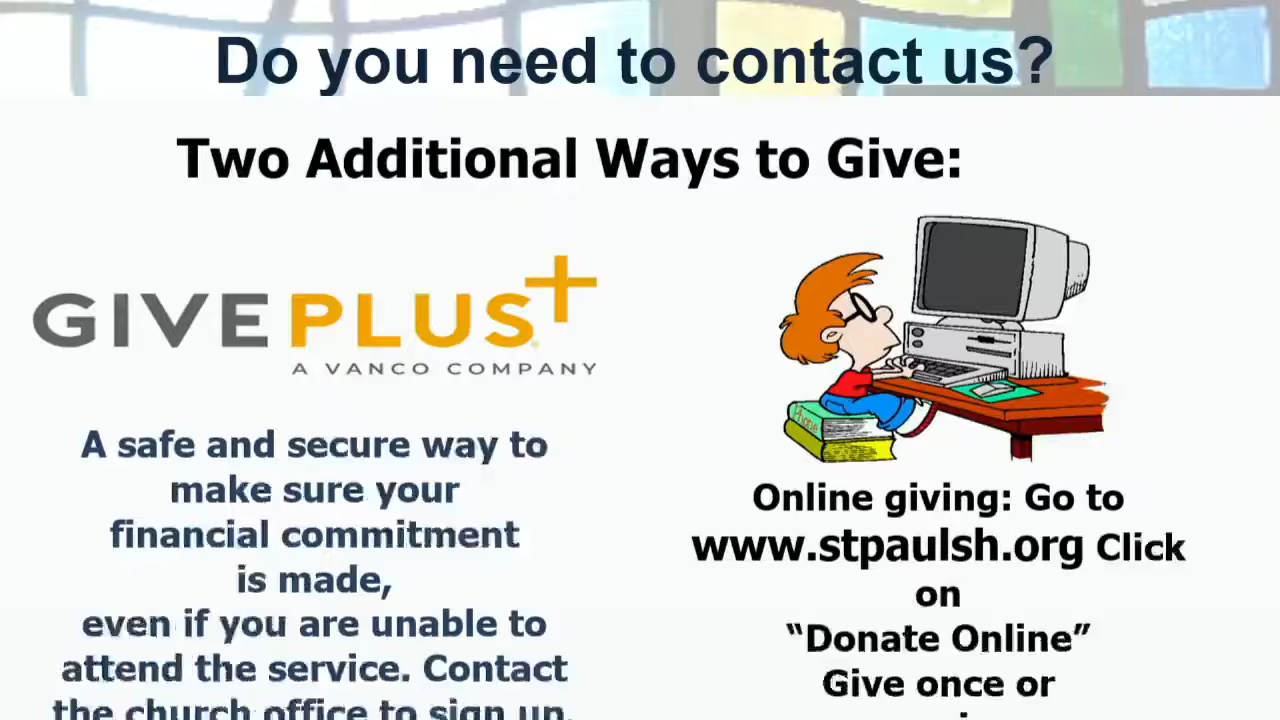 Do you need to contact us?
Two Additional Ways to Give:
GIVEPLUS+
A VANCO COMPANY
A safe and secure way to
make sure your
financial commitment
is made,
even if you are unable to
attend the service. Contact
the church office to sign up.
Phone
Online giving: Go to
www.stpaulsh.org Click
on
“Donate Online”
Give once or